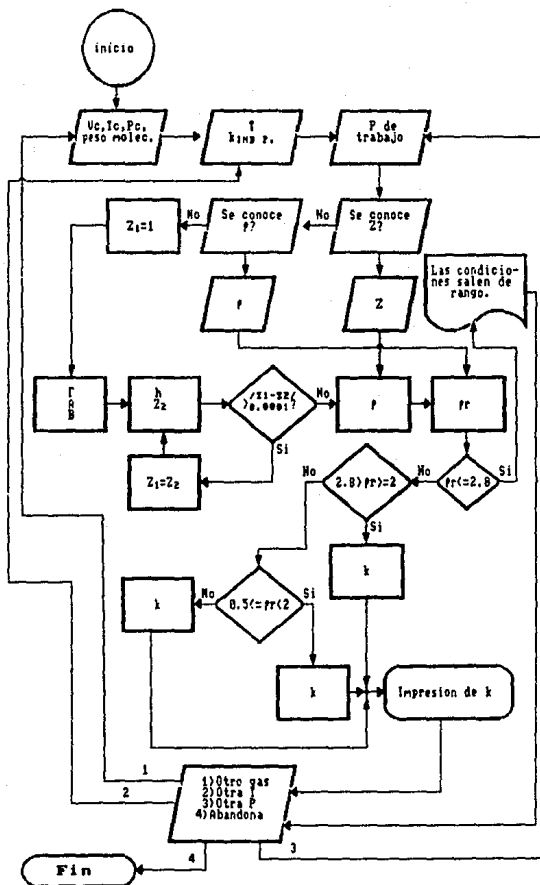 inicio
Vc,Tc,Pc,
peso molec.
T
k1MB P.
P de
trabajo
Z1=1
No
Se conoce
ρ?
No
Se conoce
Z?
Las condicio-
nes salen de
rango.
ρ
Z
A
B
h
Z2
>/Z1-Z2/
0.0001?
No
ρ
ρr
Si
Z1=Z2
No
2.8>ρr>=2
No
ρr<=2.8
Si
Si
k
k
No
0.5<=ρr<2
Si
k
Impresion de k
1
2
1)Otro gas
2)Otra T
3)Otra P
4)Abandona
4
3
Fin